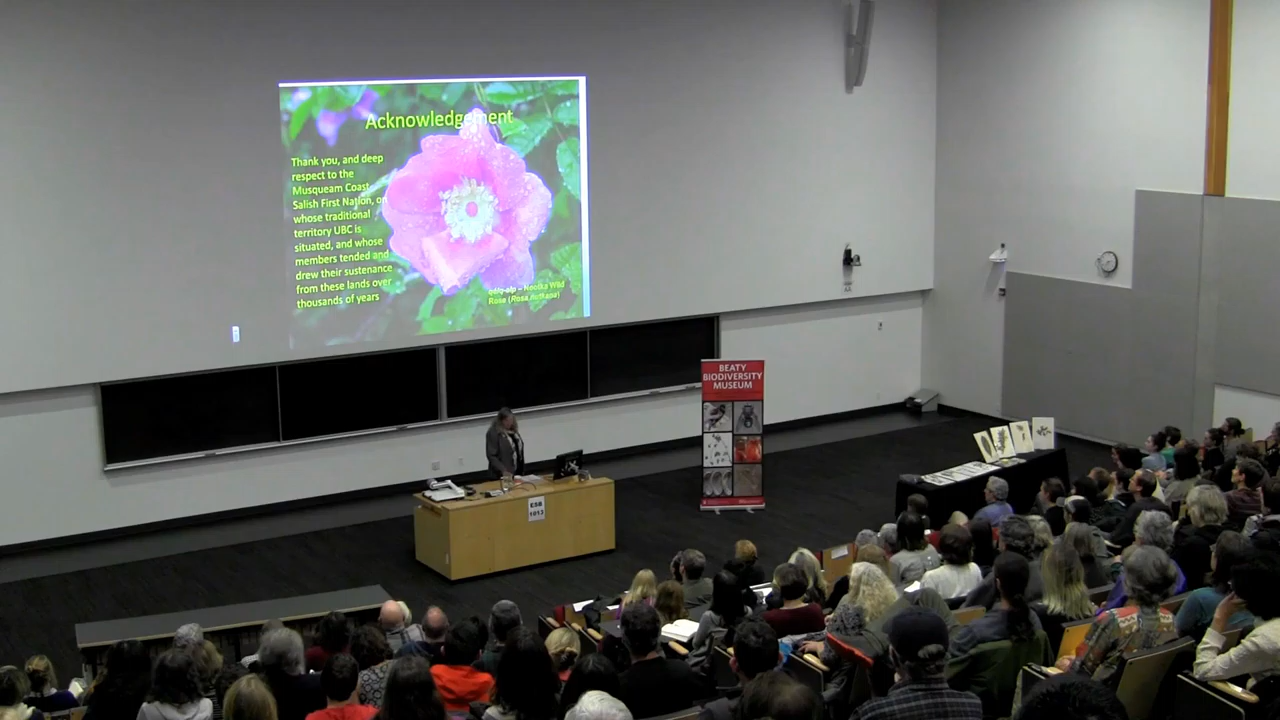 Acknowledgement
Thank you, and deep
respect to the
Musqueam Coast
Salish First Nation, on
whose traditional
territory UBC is
situated, and whose
members tended and
drew their sustenance
from these lands over
thousands of years
– Nootka Wild
Rose (Rosa nutkana)
BEATY
BIODIVERSITY
MUSEUM
ESB
1013